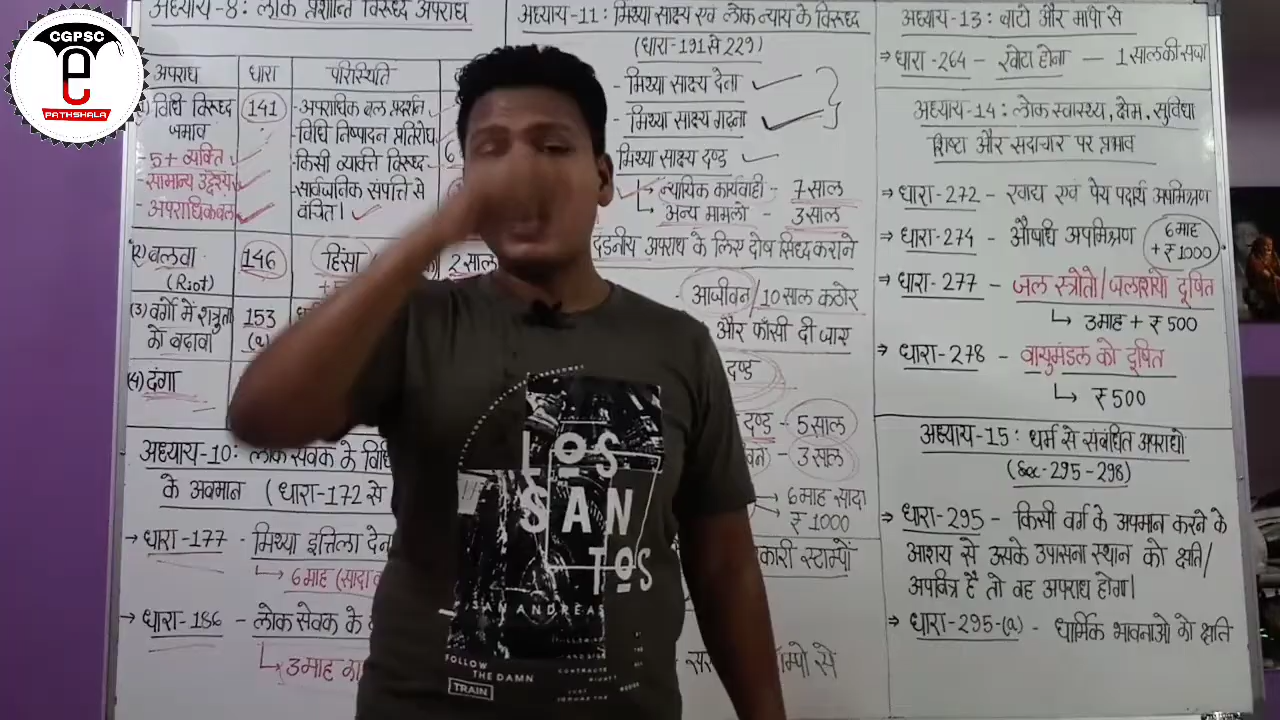 CGPSC
e
PATHSHALA
अध्याय-8: लोक प्रशान्ति विरुध्द अपराध
अपराध धारा परिस्थिति
विधि विरुध्द 141 - अपराधिक बल प्रदर्शन
जमाव - विधि निष्पादन प्रतिरोध
- 5+ व्यक्ति - किसी व्यक्ति विरुध्द 6
- सामान्य उद्देश्य - सार्वजनिक संपत्ति से
- अपराधिक बल वंचित।
(2) बलवा 146 हिंसा 2 साल
(Riot)
(3) वर्गो में शत्रुता 153
को बढ़ावा (a)
(4) दंगा
अध्याय-10: लोक सेवक के विधि
के अवमान (धारा-172 से
→ धारा-177 - मिथ्या इत्तिला देन
→ 6 माह (सादा
→ धारा-186 - लोक सेवक के
→ 3 माह का
अध्याय-11: मिथ्या साक्ष्य एवं लोक न्याय के विरुध्द
(धारा-191 से 229)
- मिथ्या साक्ष्य देना
- मिथ्या साक्ष्य गढ़ना
मिथ्या साक्ष्य दण्ड
→ न्यायिक कार्यवाही - 7 साल
→ अन्य मामलो - 3 साल
दंडनीय अपराध के लिए दोष सिध्द कराने
- आजीवन/10 साल कठोर
और फाँसी दी जाए
दण्ड
दण्ड - 5 साल
- 3 साल
→ 6 माह सादा
→ ₹ 1000
कारी स्टाम्पों
से
अध्याय-13: बाटो और मापो से
⇒ धारा-264 - खोटा होना - 1 साल की सजा
अध्याय-14: लोक स्वास्थ्य, क्षेम, सुविधा
शिष्टा और सदाचार पर प्रभाव
⇒ धारा-272 - खाद्य एवं पेय पदार्थ अपमिश्रण
⇒ धारा-274 - औषधि अपमिश्रण 6 माह
+ ₹ 1000
⇒ धारा-277 - जल स्त्रोतो/जलाशयो दूषित
→ 3 माह + ₹ 500
⇒ धारा-278 - वायुमंडल को दूषित
→ ₹ 500
अध्याय-15: धर्म से संबंधित अपराधो
(Sec-295-298)
⇒ धारा-295 - किसी वर्ग के अपमान करने के
आशय से उसके उपासना स्थान को क्षति/
अपवित्र है तो वह अपराध होगा।
⇒ धारा-295-(a) - धार्मिक भावनाओ को क्षति
LOS
SAN
TOS
SAN ANDREAS
FOLLOW
THE DAMN
TRAIN